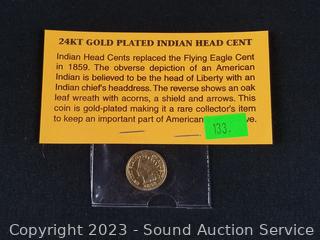 24KT GOLD PLATED INDIAN HEAD CENT
Indian Head Cents replaced the Flying Eagle Cent
in 1859. The obverse depiction of an American
Indian is believed to be the head of Liberty with an
Indian chief's headdress. The reverse shows an oak
leaf wreath with acorns, a shield and arrows. This
coin is gold-plated making it a rare collector's item
to keep an important part of American
133.
Copyright 2023 - Sound Auction Service